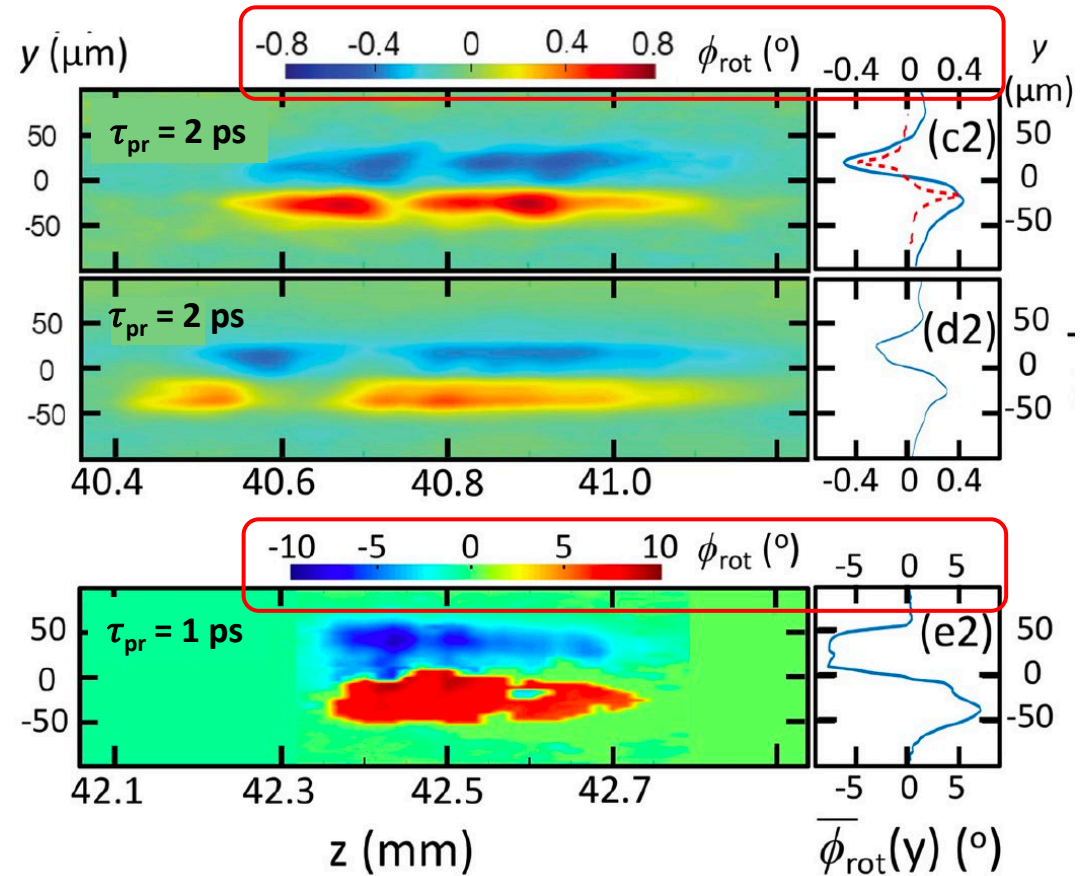 y (μm)
-0.8 -0.4 0 0.4 0.8 ϕrot (o)
-0.4 0 0.4
y
(μm)
50
0
-50
τpr = 2 ps
(c2)
50
0
-50
50
0
-50
τpr = 2 ps
(d2)
50
0
-50
40.4 40.6 40.8 41.0
-0.4 0 0.4
-10 -5 0 5 10 ϕrot (o)
-5 0 5
50
0
-50
τpr = 1 ps
(e2)
50
0
-50
42.1 42.3 42.5 42.7
-5 0 5
z (mm)
ϕ̅rot(y) (o)